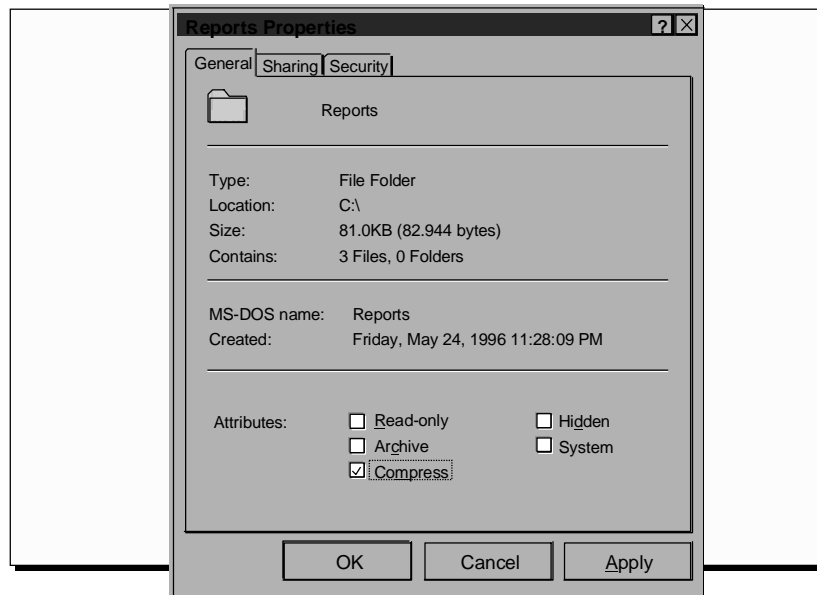 Reports Properties ?
General Sharing Security
Reports
Type: File Folder
Location: C:\
Size: 81.0KB (82.944 bytes)
Contains: 3 Files, 0 Folders
MS-DOS name: Reports
Created: Friday, May 24, 1996 11:28:09 PM
Attributes: Read-only Hidden
Archive System
Compress
OK Cancel Apply